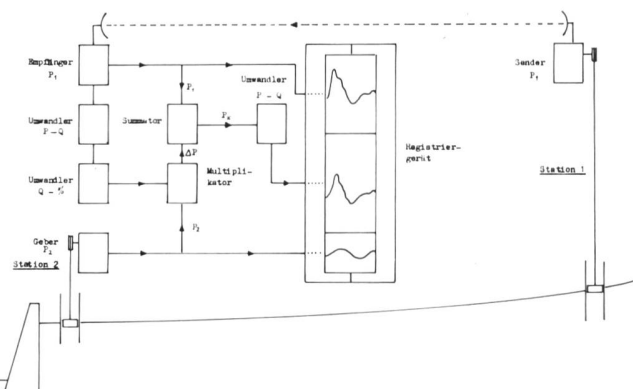 Empfänger
P₁
Sender
P₁
Umwandler
P-Q
Umwandler
P-Q
Summator
P₁
P₄
ΔP
Umwandler
Multipli-
kator
Registrier-
gerät
Station 1
Geber
P₂
P₂
Station 2